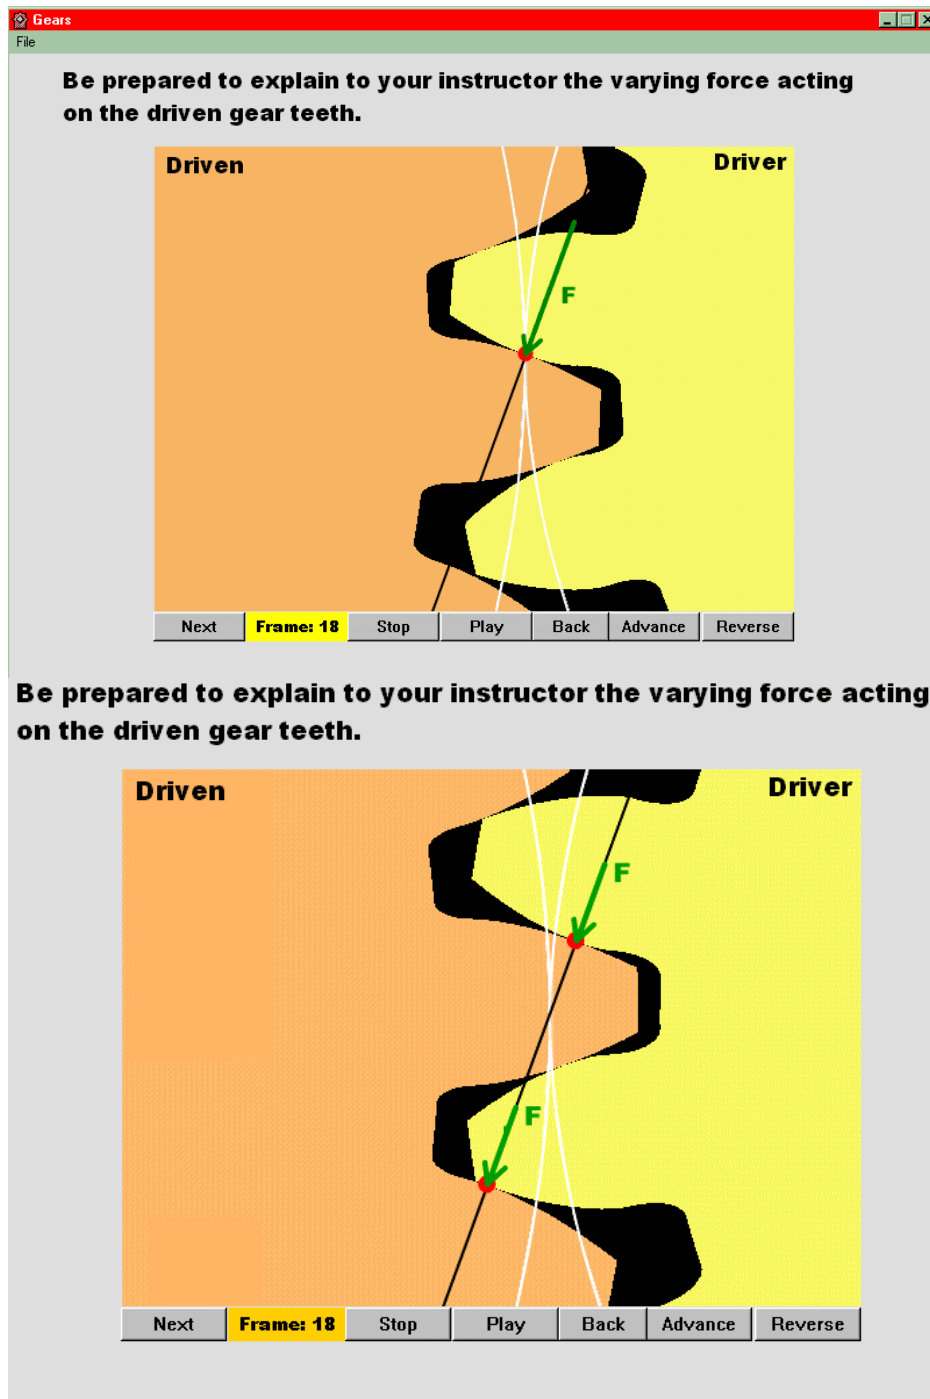 Gears
File
Be prepared to explain to your instructor the varying force acting
on the driven gear teeth.
Driven
Driver
F
Next Frame: 18 Stop Play Back Advance Reverse
Be prepared to explain to your instructor the varying force acting
on the driven gear teeth.
Driven
Driver
F
F
Next Frame: 18 Stop Play Back Advance Reverse